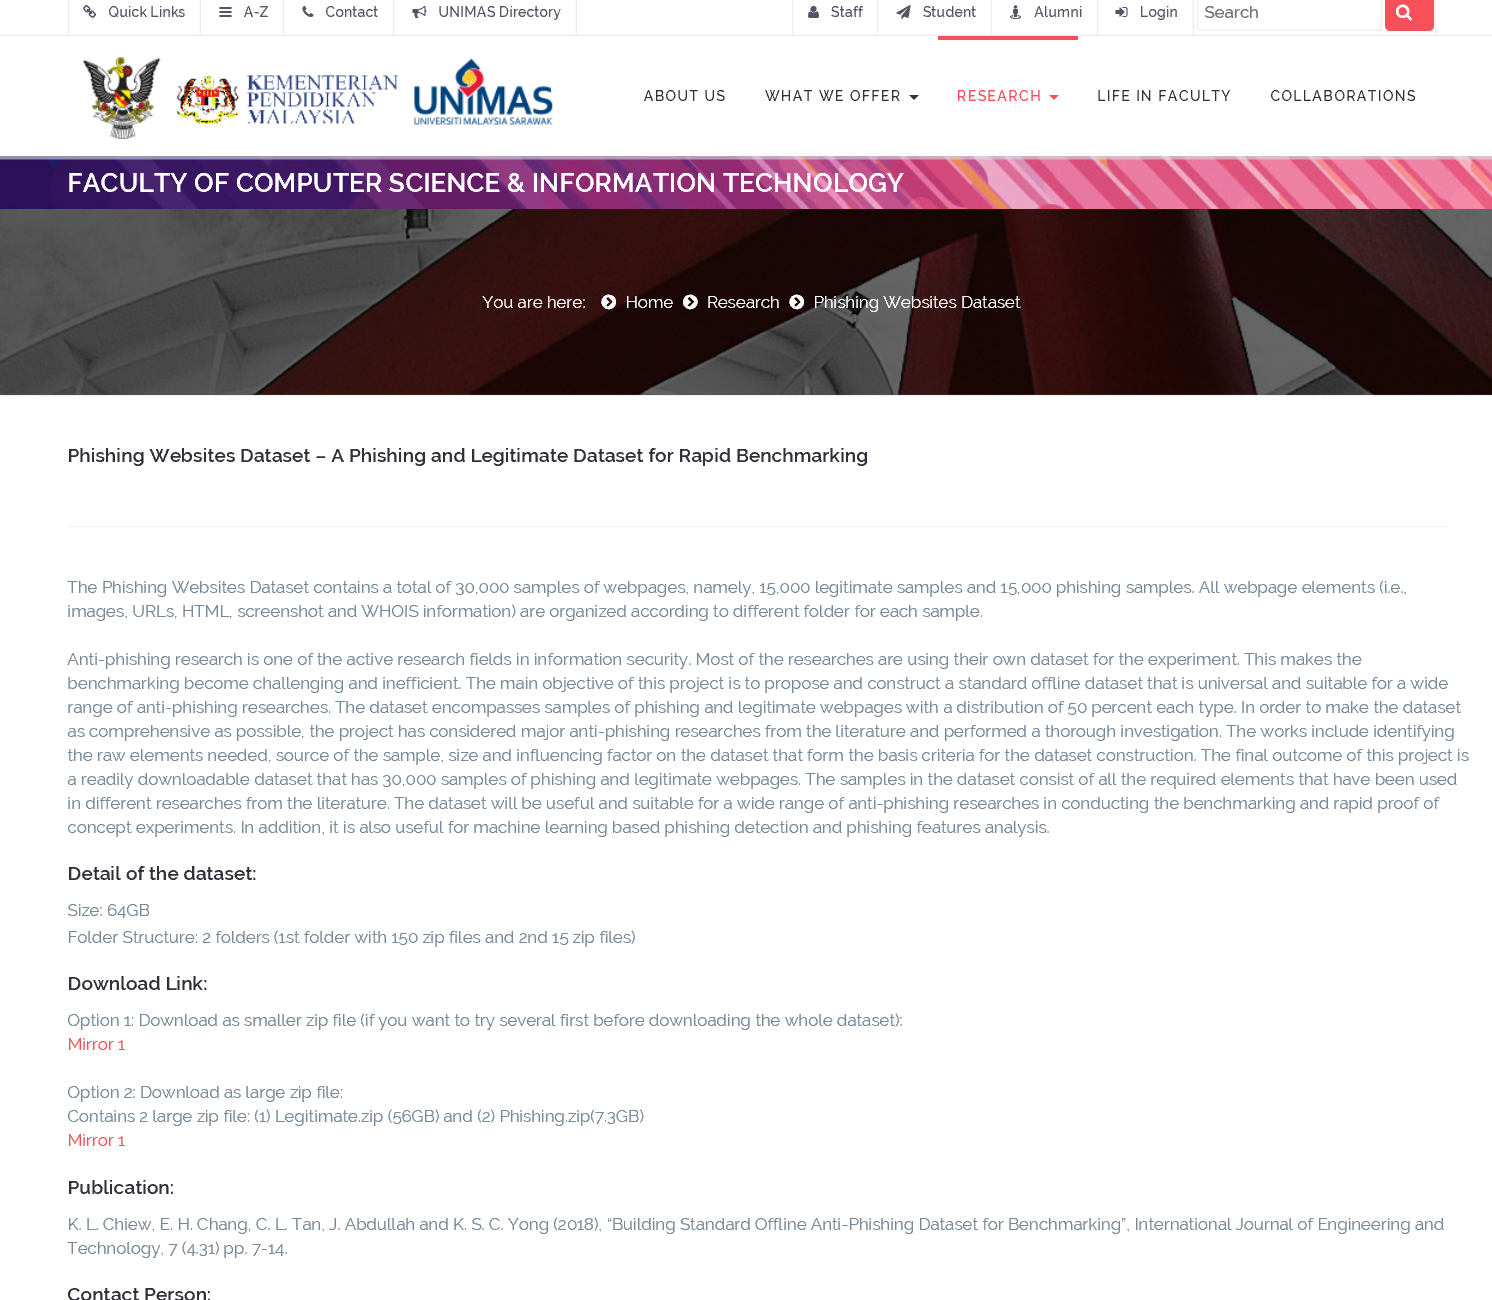 Quick Links
A-Z
Contact
UNIMAS Directory
Staff
Student
Alumni
Login
Search
KEMENTERIAN
PENDIDIKAN
MALAYSIA
UNIMAS
UNIVERSITI MALAYSIA SARAWAK
ABOUT US
WHAT WE OFFER
RESEARCH
LIFE IN FACULTY
COLLABORATIONS
FACULTY OF COMPUTER SCIENCE & INFORMATION TECHNOLOGY
You are here: Home Research Phishing Websites Dataset
Phishing Websites Dataset – A Phishing and Legitimate Dataset for Rapid Benchmarking
The Phishing Websites Dataset contains a total of 30,000 samples of webpages, namely, 15,000 legitimate samples and 15,000 phishing samples. All webpage elements (i.e.,
images, URLs, HTML, screenshot and WHOIS information) are organized according to different folder for each sample.
Anti-phishing research is one of the active research fields in information security. Most of the researches are using their own dataset for the experiment. This makes the
benchmarking become challenging and inefficient. The main objective of this project is to propose and construct a standard offline dataset that is universal and suitable for a wide
range of anti-phishing researches. The dataset encompasses samples of phishing and legitimate webpages with a distribution of 50 percent each type. In order to make the dataset
as comprehensive as possible, the project has considered major anti-phishing researches from the literature and performed a thorough investigation. The works include identifying
the raw elements needed, source of the sample, size and influencing factor on the dataset that form the basis criteria for the dataset construction. The final outcome of this project is
a readily downloadable dataset that has 30,000 samples of phishing and legitimate webpages. The samples in the dataset consist of all the required elements that have been used
in different researches from the literature. The dataset will be useful and suitable for a wide range of anti-phishing researches in conducting the benchmarking and rapid proof of
concept experiments. In addition, it is also useful for machine learning based phishing detection and phishing features analysis.
Detail of the dataset:
Size: 64GB
Folder Structure: 2 folders (1st folder with 150 zip files and 2nd 15 zip files)
Download Link:
Option 1: Download as smaller zip file (if you want to try several first before downloading the whole dataset):
Mirror 1
Option 2: Download as large zip file:
Contains 2 large zip file: (1) Legitimate.zip (56GB) and (2) Phishing.zip(7.3GB)
Mirror 1
Publication:
K. L. Chiew, E. H. Chang, C. L. Tan, J. Abdullah and K. S. C. Yong (2018), “Building Standard Offline Anti-Phishing Dataset for Benchmarking”, International Journal of Engineering and
Technology, 7 (4.31) pp. 7-14.
Contact Person: